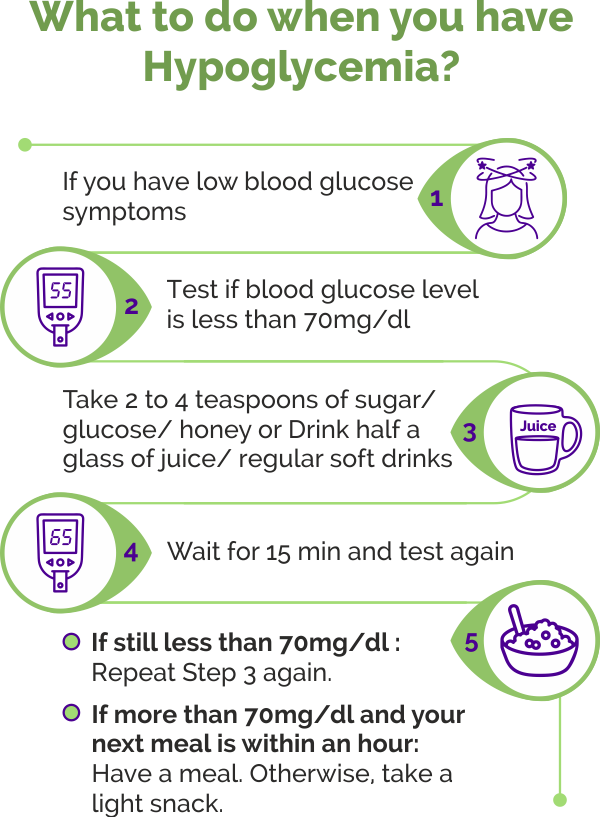 What to do when you have
Hypoglycemia?
If you have low blood glucose
symptoms
1
55
2
Test if blood glucose level
is less than 70mg/dl
Take 2 to 4 teaspoons of sugar/
glucose/ honey or Drink half a
glass of juice/ regular soft drinks
3
Juice
65
4
Wait for 15 min and test again
5
If still less than 70mg/dl :
Repeat Step 3 again.
If more than 70mg/dl and your
next meal is within an hour:
Have a meal. Otherwise, take a
light snack.